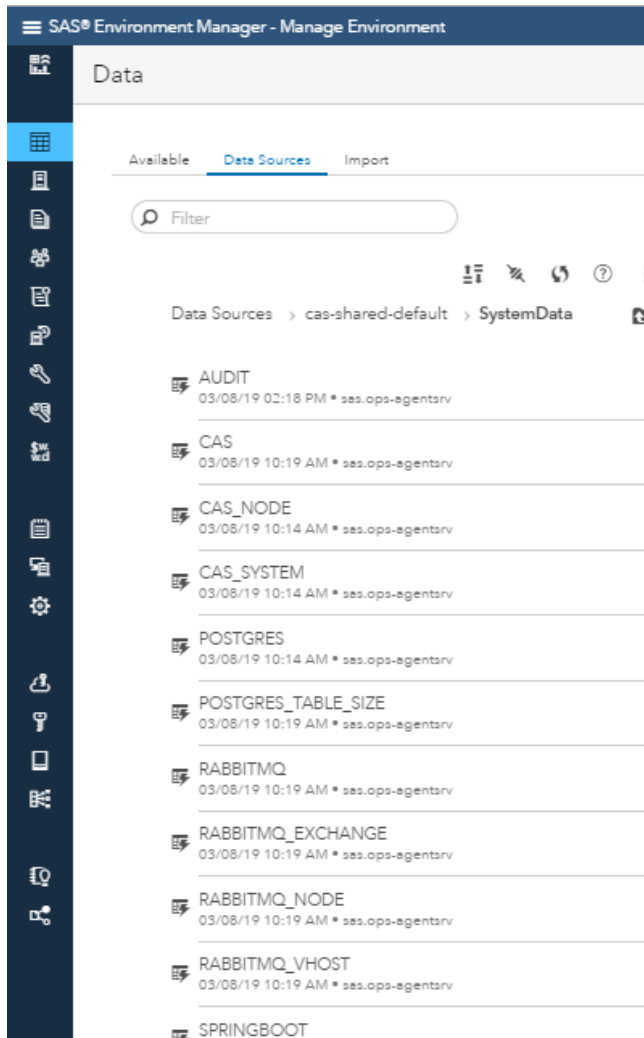 SAS® Environment Manager - Manage Environment
Data
Available Data Sources Import
Filter
Data Sources > cas-shared-default > SystemData
AUDIT
03/08/19 02:18 PM • sas.ops-agentsrv
CAS
03/08/19 10:19 AM • sas.ops-agentsrv
CAS_NODE
03/08/19 10:14 AM • sas.ops-agentsrv
CAS_SYSTEM
03/08/19 10:14 AM • sas.ops-agentsrv
POSTGRES
03/08/19 10:14 AM • sas.ops-agentsrv
POSTGRES_TABLE_SIZE
03/08/19 10:19 AM • sas.ops-agentsrv
RABBITMQ
03/08/19 10:19 AM • sas.ops-agentsrv
RABBITMQ_EXCHANGE
03/08/19 10:19 AM • sas.ops-agentsrv
RABBITMQ_NODE
03/08/19 10:19 AM • sas.ops-agentsrv
RABBITMQ_VHOST
03/08/19 10:19 AM • sas.ops-agentsrv
SPRINGBOOT